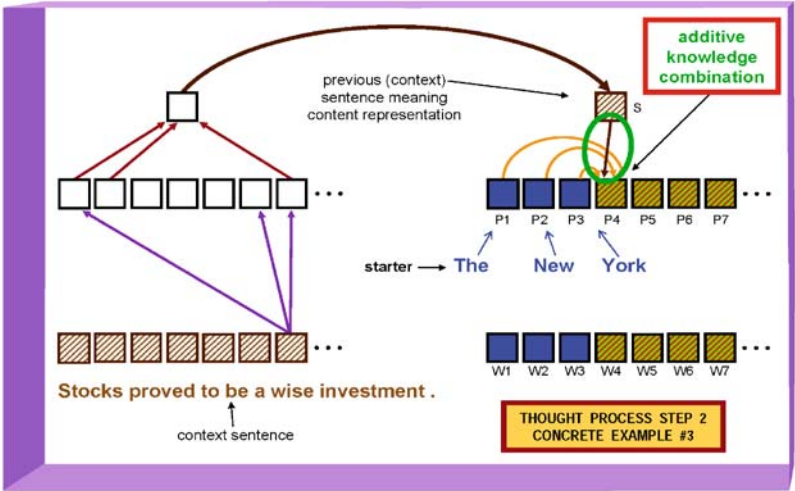 additive
knowledge
combination
previous (context)
sentence meaning
content representation
S
P1 P2 P3 P4 P5 P6 P7
starter The New York
Stocks proved to be a wise investment .
context sentence
W1 W2 W3 W4 W5 W6 W7
THOUGHT PROCESS STEP 2
CONCRETE EXAMPLE #3